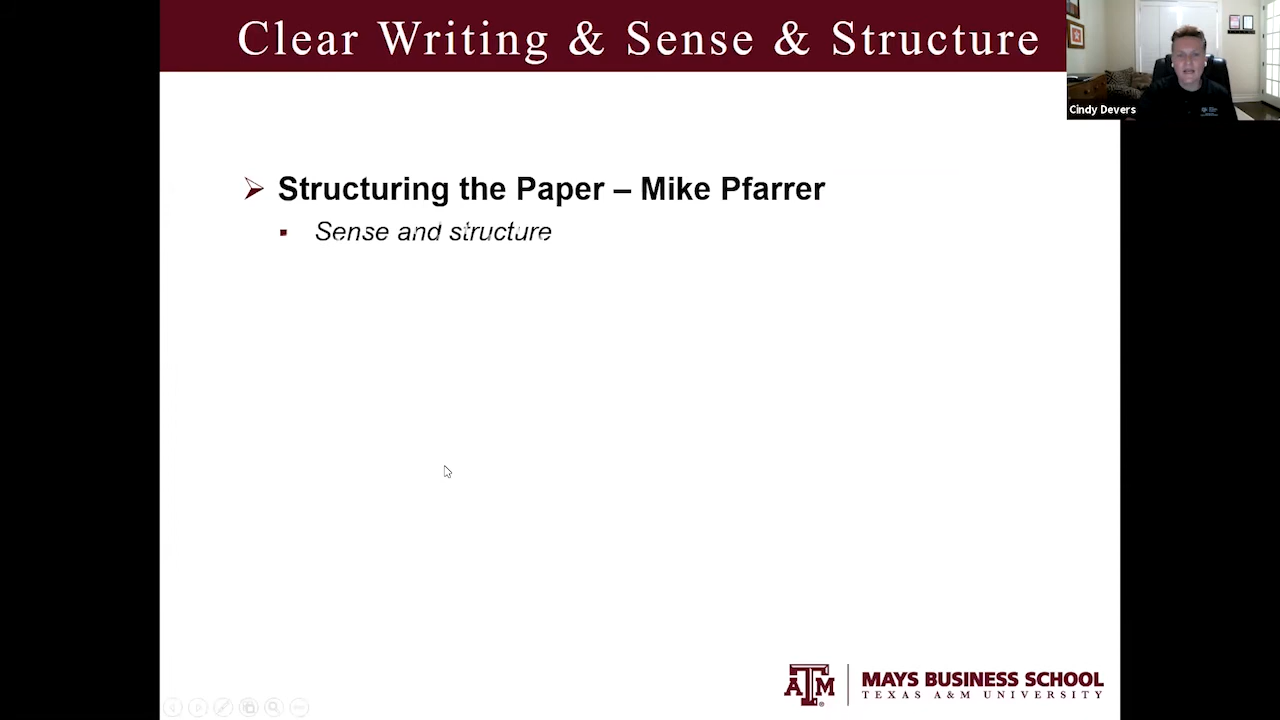 Clear Writing & Sense & Structure
Cindy Devers
Structuring the Paper – Mike Pfarrer
Sense and structure
ATM
MAYS BUSINESS SCHOOL
TEXAS A&M UNIVERSITY